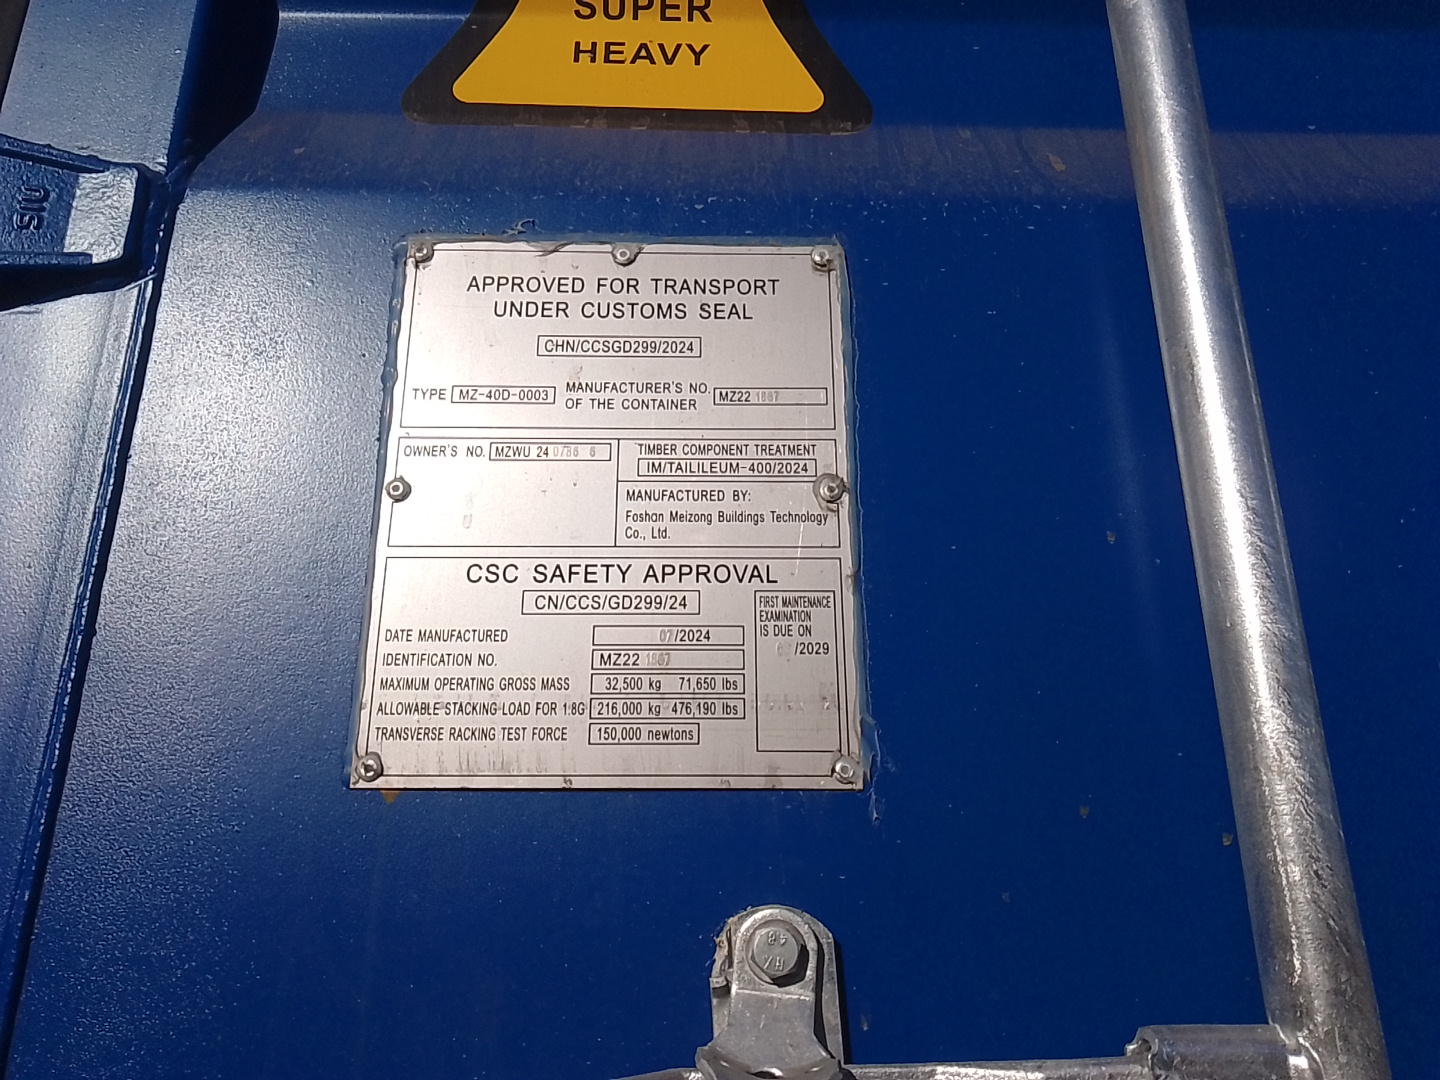 SUPER
HEAVY
SIU
APPROVED FOR TRANSPORT
UNDER CUSTOMS SEAL
CHN/CCSGD299/2024
TYPE MZ-40D-0003 MANUFACTURER'S NO. OF THE CONTAINER MZ22 1887
OWNER'S NO. MZWU 24
TIMBER COMPONENT TREATMENT
IM/TAILILEUM-400/2024
MANUFACTURED BY:
Foshan Meizong Buildings Technology
Co., Ltd.
CSC SAFETY APPROVAL
CN/CCS/GD299/24
DATE MANUFACTURED 07/2024
IDENTIFICATION NO. MZ22
MAXIMUM OPERATING GROSS MASS 32,500 kg 71,650 lbs
ALLOWABLE STACKING LOAD FOR 1.8G 216,000 kg 476,190 lbs
TRANSVERSE RACKING TEST FORCE 150,000 newtons
FIRST MAINTENANCE
EXAMINATION
IS DUE ON
/2029
4.8